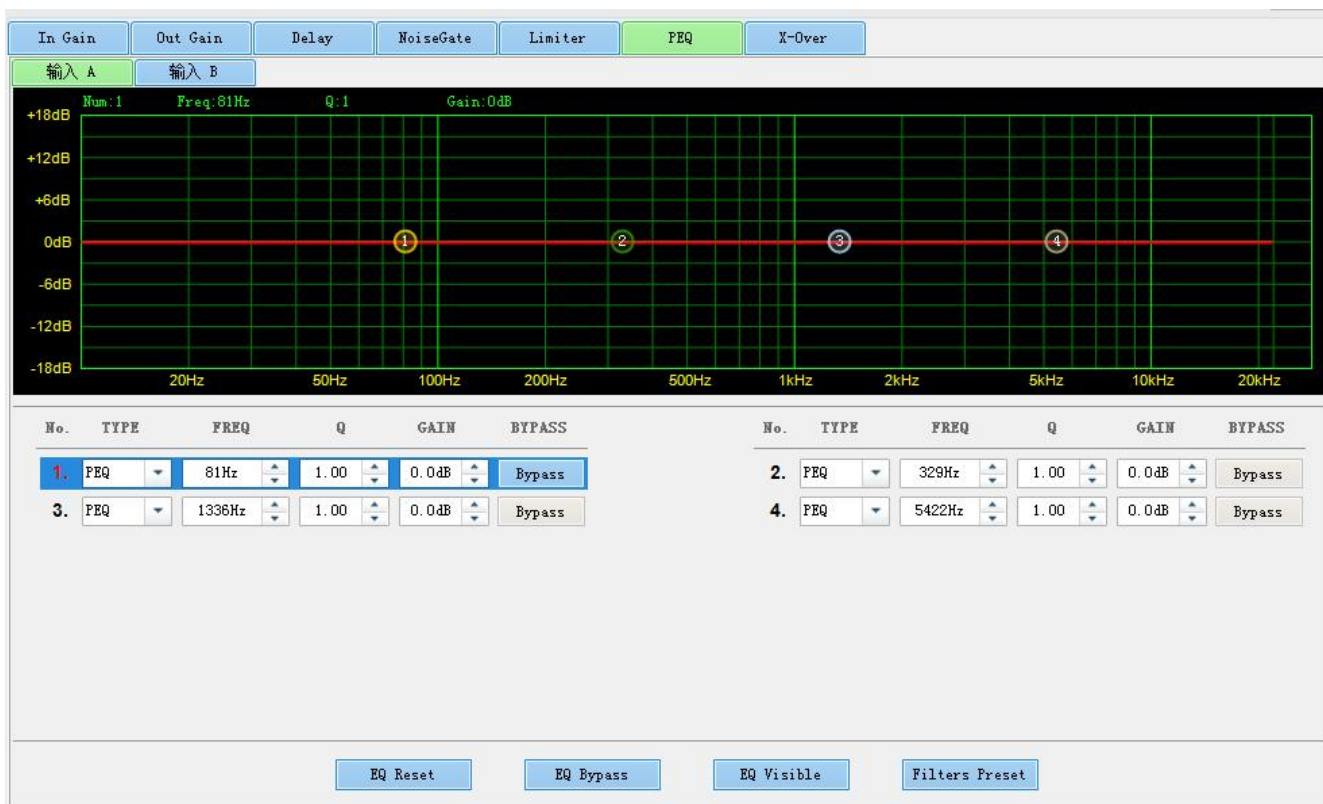 In Gain Out Gain Delay NoiseGate Limiter PEQ X-Over
输入 A 输入 B
Num:1 Freq:81Hz Q:1 Gain:0dB
+18dB
+12dB
+6dB
0dB 1 2 3 4
-6dB
-12dB
-18dB
20Hz 50Hz 100Hz 200Hz 500Hz 1kHz 2kHz 5kHz 10kHz 20kHz
No. TYPE FREQ Q GAIN BYPASS No. TYPE FREQ Q GAIN BYPASS
1. PEQ 81Hz 1.00 0.0dB Bypass 2. PEQ 329Hz 1.00 0.0dB Bypass
3. PEQ 1336Hz 1.00 0.0dB Bypass 4. PEQ 5422Hz 1.00 0.0dB Bypass
EQ Reset EQ Bypass EQ Visible Filters Preset